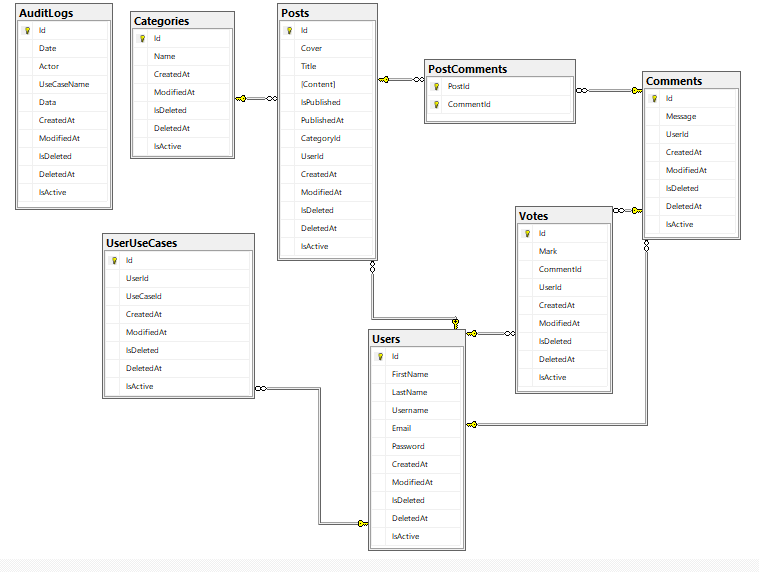 AuditLogs
Id
Date
Actor
UseCaseName
Data
CreatedAt
ModifiedAt
IsDeleted
DeletedAt
IsActive
Categories
Id
Name
CreatedAt
ModifiedAt
IsDeleted
DeletedAt
IsActive
Posts
Id
Cover
Title
[Content]
IsPublished
PublishedAt
CategoryId
UserId
CreatedAt
ModifiedAt
IsDeleted
DeletedAt
IsActive
PostComments
PostId
CommentId
Comments
Id
Message
UserId
CreatedAt
ModifiedAt
IsDeleted
DeletedAt
IsActive
Votes
Id
Mark
CommentId
UserId
CreatedAt
ModifiedAt
IsDeleted
DeletedAt
IsActive
UserUseCases
Id
UserId
UseCaseId
CreatedAt
ModifiedAt
IsDeleted
DeletedAt
IsActive
Users
Id
FirstName
LastName
Username
Email
Password
CreatedAt
ModifiedAt
IsDeleted
DeletedAt
IsActive